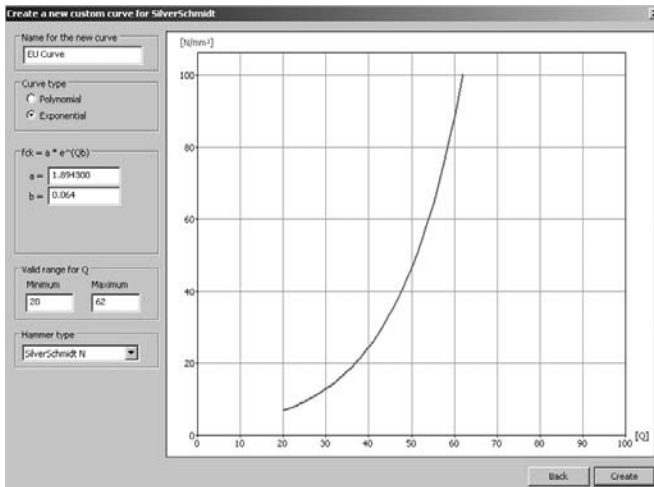 Create a new custom curve for SilverSchmidt
Name for the new curve
EU Curve
Curve type
Polynomial
Exponential
fck = a * e^(Qb)
a = 1.894300
b = 0.064
Valid range for Q
Minimum Maximum
20 62
Hammer type
SilverSchmidt N
[N/mm²]
100
80
60
40
20
0
0 10 20 30 40 50 60 70 80 90 100
[Q]
Back Create